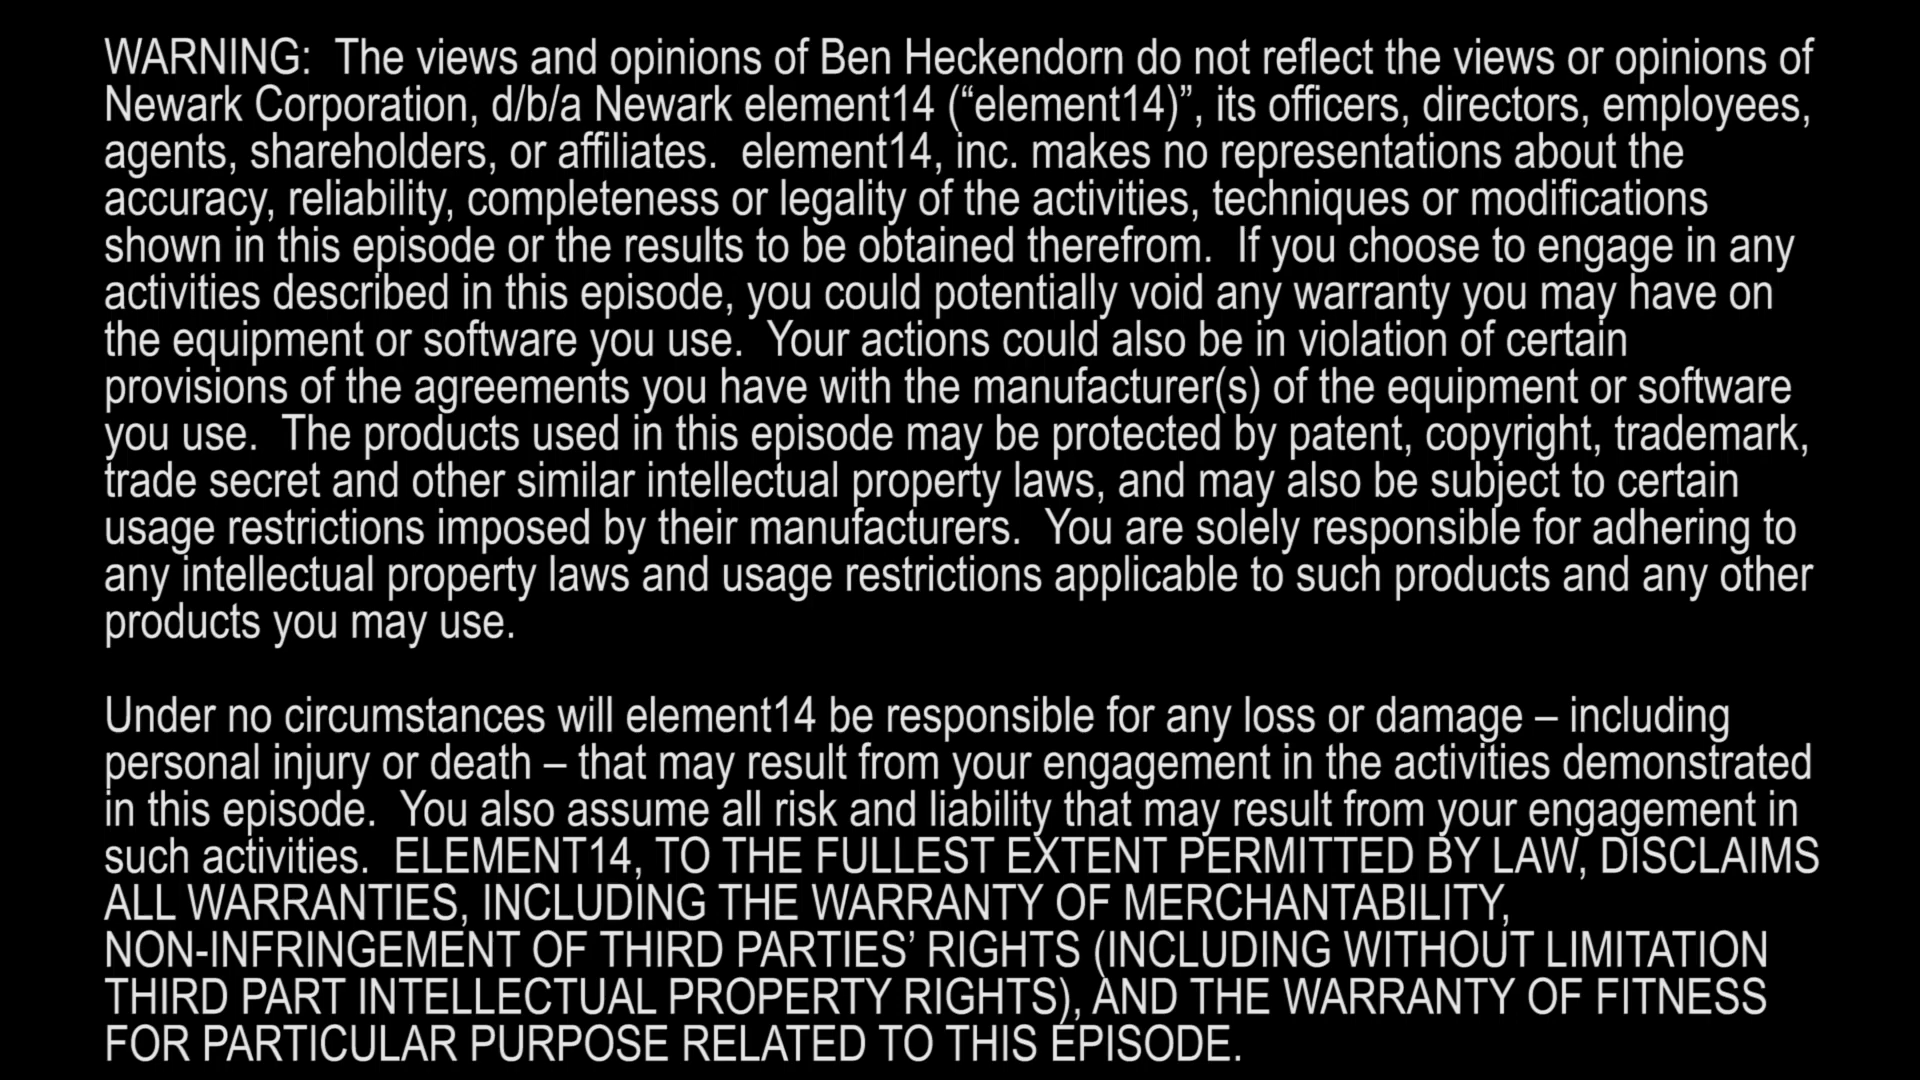 WARNING:  The views and opinions of Ben Heckendorn do not reflect the views or opinions of
Newark Corporation, d/b/a Newark element14 (“element14)”, its officers, directors, employees,
agents, shareholders, or affiliates.  element14, inc. makes no representations about the
accuracy, reliability, completeness or legality of the activities, techniques or modifications
shown in this episode or the results to be obtained therefrom.  If you choose to engage in any
activities described in this episode, you could potentially void any warranty you may have on
the equipment or software you use.  Your actions could also be in violation of certain
provisions of the agreements you have with the manufacturer(s) of the equipment or software
you use.  The products used in this episode may be protected by patent, copyright, trademark,
trade secret and other similar intellectual property laws, and may also be subject to certain
usage restrictions imposed by their manufacturers.  You are solely responsible for adhering to
any intellectual property laws and usage restrictions applicable to such products and any other
products you may use.

Under no circumstances will element14 be responsible for any loss or damage – including
personal injury or death – that may result from your engagement in the activities demonstrated
in this episode.  You also assume all risk and liability that may result from your engagement in
such activities.  ELEMENT14, TO THE FULLEST EXTENT PERMITTED BY LAW, DISCLAIMS
ALL WARRANTIES, INCLUDING THE WARRANTY OF MERCHANTABILITY,
NON-INFRINGEMENT OF THIRD PARTIES’ RIGHTS (INCLUDING WITHOUT LIMITATION
THIRD PART INTELLECTUAL PROPERTY RIGHTS), AND THE WARRANTY OF FITNESS
FOR PARTICULAR PURPOSE RELATED TO THIS EPISODE.